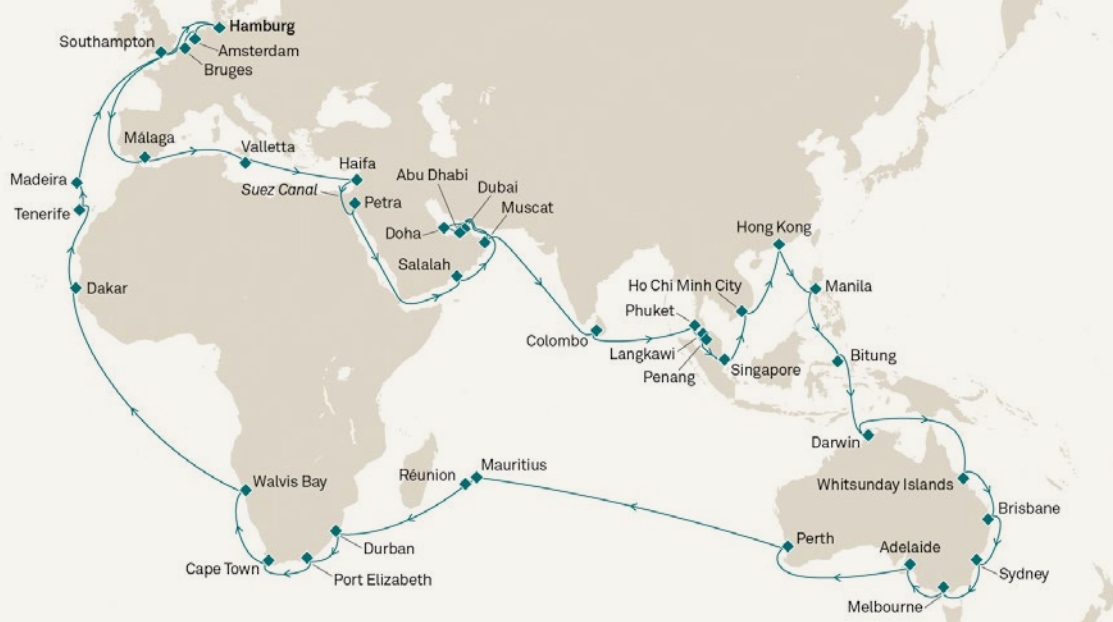 Hamburg
Southampton
Amsterdam
Bruges
Málaga
Valletta
Haifa
Madeira
Abu Dhabi
Dubai
Suez Canal
Petra
Muscat
Tenerife
Doha
Hong Kong
Salalah
Dakar
Ho Chi Minh City
Manila
Phuket
Colombo
Langkawi
Bitung
Penang
Singapore
Darwin
Mauritius
Réunion
Walvis Bay
Whitsunday Islands
Brisbane
Perth
Adelaide
Durban
Cape Town
Port Elizabeth
Sydney
Melbourne